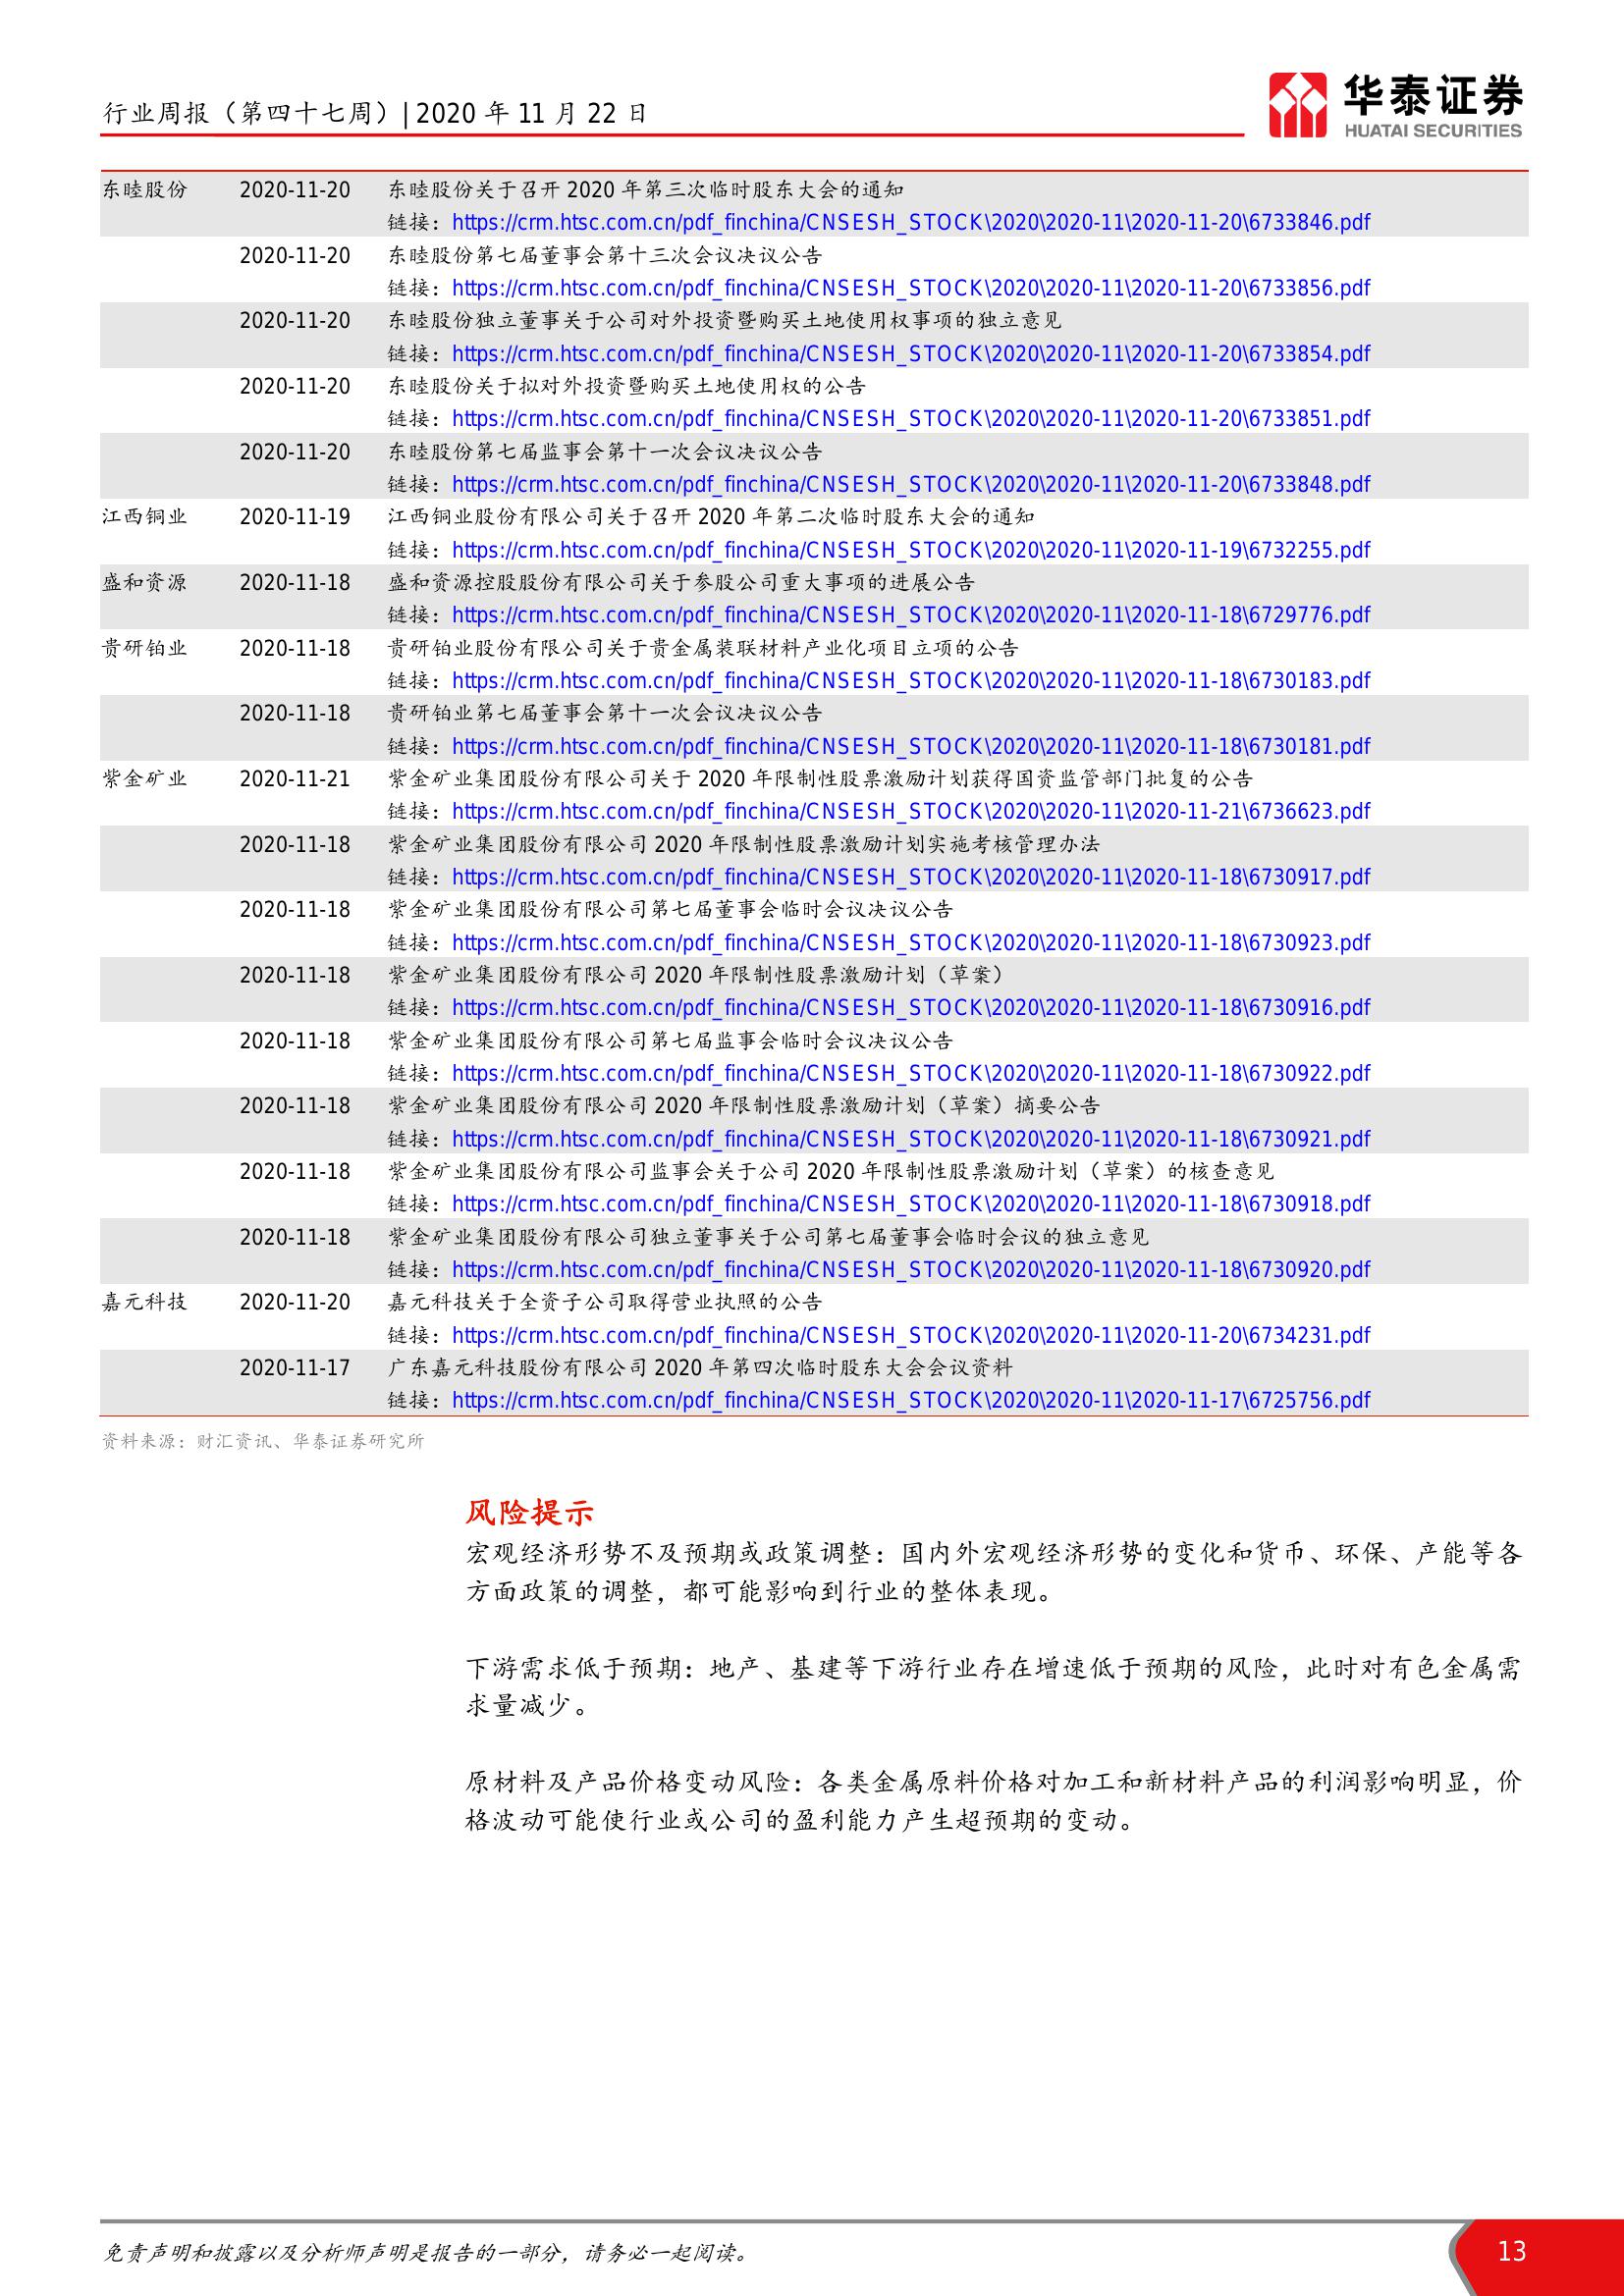 行业周报（第四十七周）| 2020 年 11 月 22 日
华泰证券
HUATAI SECURITIES
东睦股份 2020-11-20 东睦股份关于召开 2020 年第三次临时股东大会的通知
链接：https://crm.htsc.com.cn/pdf_finchina/CNSESH_STOCK\2020\2020-11\2020-11-20\6733846.pdf
2020-11-20 东睦股份第七届董事会第十三次会议决议公告
链接：https://crm.htsc.com.cn/pdf_finchina/CNSESH_STOCK\2020\2020-11\2020-11-20\6733856.pdf
2020-11-20 东睦股份独立董事关于公司对外投资暨购买土地使用权事项的独立意见
链接：https://crm.htsc.com.cn/pdf_finchina/CNSESH_STOCK\2020\2020-11\2020-11-20\6733854.pdf
2020-11-20 东睦股份关于拟对外投资暨购买土地使用权的公告
链接：https://crm.htsc.com.cn/pdf_finchina/CNSESH_STOCK\2020\2020-11\2020-11-20\6733851.pdf
2020-11-20 东睦股份第七届监事会第十一次会议决议公告
链接：https://crm.htsc.com.cn/pdf_finchina/CNSESH_STOCK\2020\2020-11\2020-11-20\6733848.pdf
江西铜业 2020-11-19 江西铜业股份有限公司关于召开 2020 年第二次临时股东大会的通知
链接：https://crm.htsc.com.cn/pdf_finchina/CNSESH_STOCK\2020\2020-11\2020-11-19\6732255.pdf
盛和资源 2020-11-18 盛和资源控股股份有限公司关于参股公司重大事项的进展公告
链接：https://crm.htsc.com.cn/pdf_finchina/CNSESH_STOCK\2020\2020-11\2020-11-18\6729776.pdf
贵研铂业 2020-11-18 贵研铂业股份有限公司关于贵金属装联材料产业化项目立项的公告
链接：https://crm.htsc.com.cn/pdf_finchina/CNSESH_STOCK\2020\2020-11\2020-11-18\6730183.pdf
2020-11-18 贵研铂业第七届董事会第十一次会议决议公告
链接：https://crm.htsc.com.cn/pdf_finchina/CNSESH_STOCK\2020\2020-11\2020-11-18\6730181.pdf
紫金矿业 2020-11-21 紫金矿业集团股份有限公司关于 2020 年限制性股票激励计划获得国资监管部门批复的公告
链接：https://crm.htsc.com.cn/pdf_finchina/CNSESH_STOCK\2020\2020-11\2020-11-21\6736623.pdf
2020-11-18 紫金矿业集团股份有限公司 2020 年限制性股票激励计划实施考核管理办法
链接：https://crm.htsc.com.cn/pdf_finchina/CNSESH_STOCK\2020\2020-11\2020-11-18\6730917.pdf
2020-11-18 紫金矿业集团股份有限公司第七届董事会临时会议决议公告
链接：https://crm.htsc.com.cn/pdf_finchina/CNSESH_STOCK\2020\2020-11\2020-11-18\6730923.pdf
2020-11-18 紫金矿业集团股份有限公司 2020 年限制性股票激励计划（草案）
链接：https://crm.htsc.com.cn/pdf_finchina/CNSESH_STOCK\2020\2020-11\2020-11-18\6730916.pdf
2020-11-18 紫金矿业集团股份有限公司第七届监事会临时会议决议公告
链接：https://crm.htsc.com.cn/pdf_finchina/CNSESH_STOCK\2020\2020-11\2020-11-18\6730922.pdf
2020-11-18 紫金矿业集团股份有限公司 2020 年限制性股票激励计划（草案）摘要公告
链接：https://crm.htsc.com.cn/pdf_finchina/CNSESH_STOCK\2020\2020-11\2020-11-18\6730921.pdf
2020-11-18 紫金矿业集团股份有限公司监事会关于公司 2020 年限制性股票激励计划（草案）的核查意见
链接：https://crm.htsc.com.cn/pdf_finchina/CNSESH_STOCK\2020\2020-11\2020-11-18\6730918.pdf
2020-11-18 紫金矿业集团股份有限公司独立董事关于公司第七届董事会临时会议的独立意见
链接：https://crm.htsc.com.cn/pdf_finchina/CNSESH_STOCK\2020\2020-11\2020-11-18\6730920.pdf
嘉元科技 2020-11-20 嘉元科技关于全资子公司取得营业执照的公告
链接：https://crm.htsc.com.cn/pdf_finchina/CNSESH_STOCK\2020\2020-11\2020-11-20\6734231.pdf
2020-11-17 广东嘉元科技股份有限公司 2020 年第四次临时股东大会会议资料
链接：https://crm.htsc.com.cn/pdf_finchina/CNSESH_STOCK\2020\2020-11\2020-11-17\6725756.pdf
资料来源：财汇资讯、华泰证券研究所
风险提示
宏观经济形势不及预期或政策调整：国内外宏观经济形势的变化和货币、环保、产能等各
方面政策的调整，都可能影响到行业的整体表现。
下游需求低于预期：地产、基建等下游行业存在增速低于预期的风险，此时对有色金属需
求量减少。
原材料及产品价格变动风险：各类金属原料价格对加工和新材料产品的利润影响明显，价
格波动可能使行业或公司的盈利能力产生超预期的变动。
免责声明和披露以及分析师声明是报告的一部分，请务必一起阅读。
13